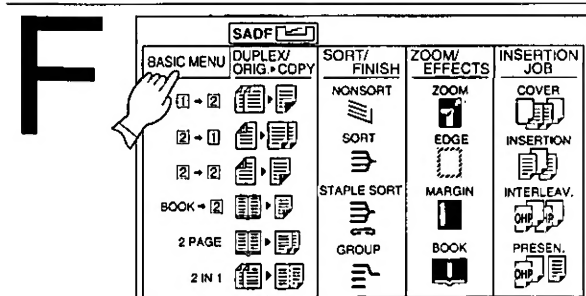 F
SADF
BASIC MENU DUPLEX/ ORIG.▸COPY SORT/ FINISH ZOOM/ EFFECTS INSERTION JOB
1 → 2 NONSORT ZOOM COVER
2 → 1 SORT EDGE INSERTION
2 → 2 STAPLE SORT MARGIN INTERLEAV.
OHP
BOOK → 2
2 PAGE GROUP BOOK PRESEN.
OHP
2 IN 1